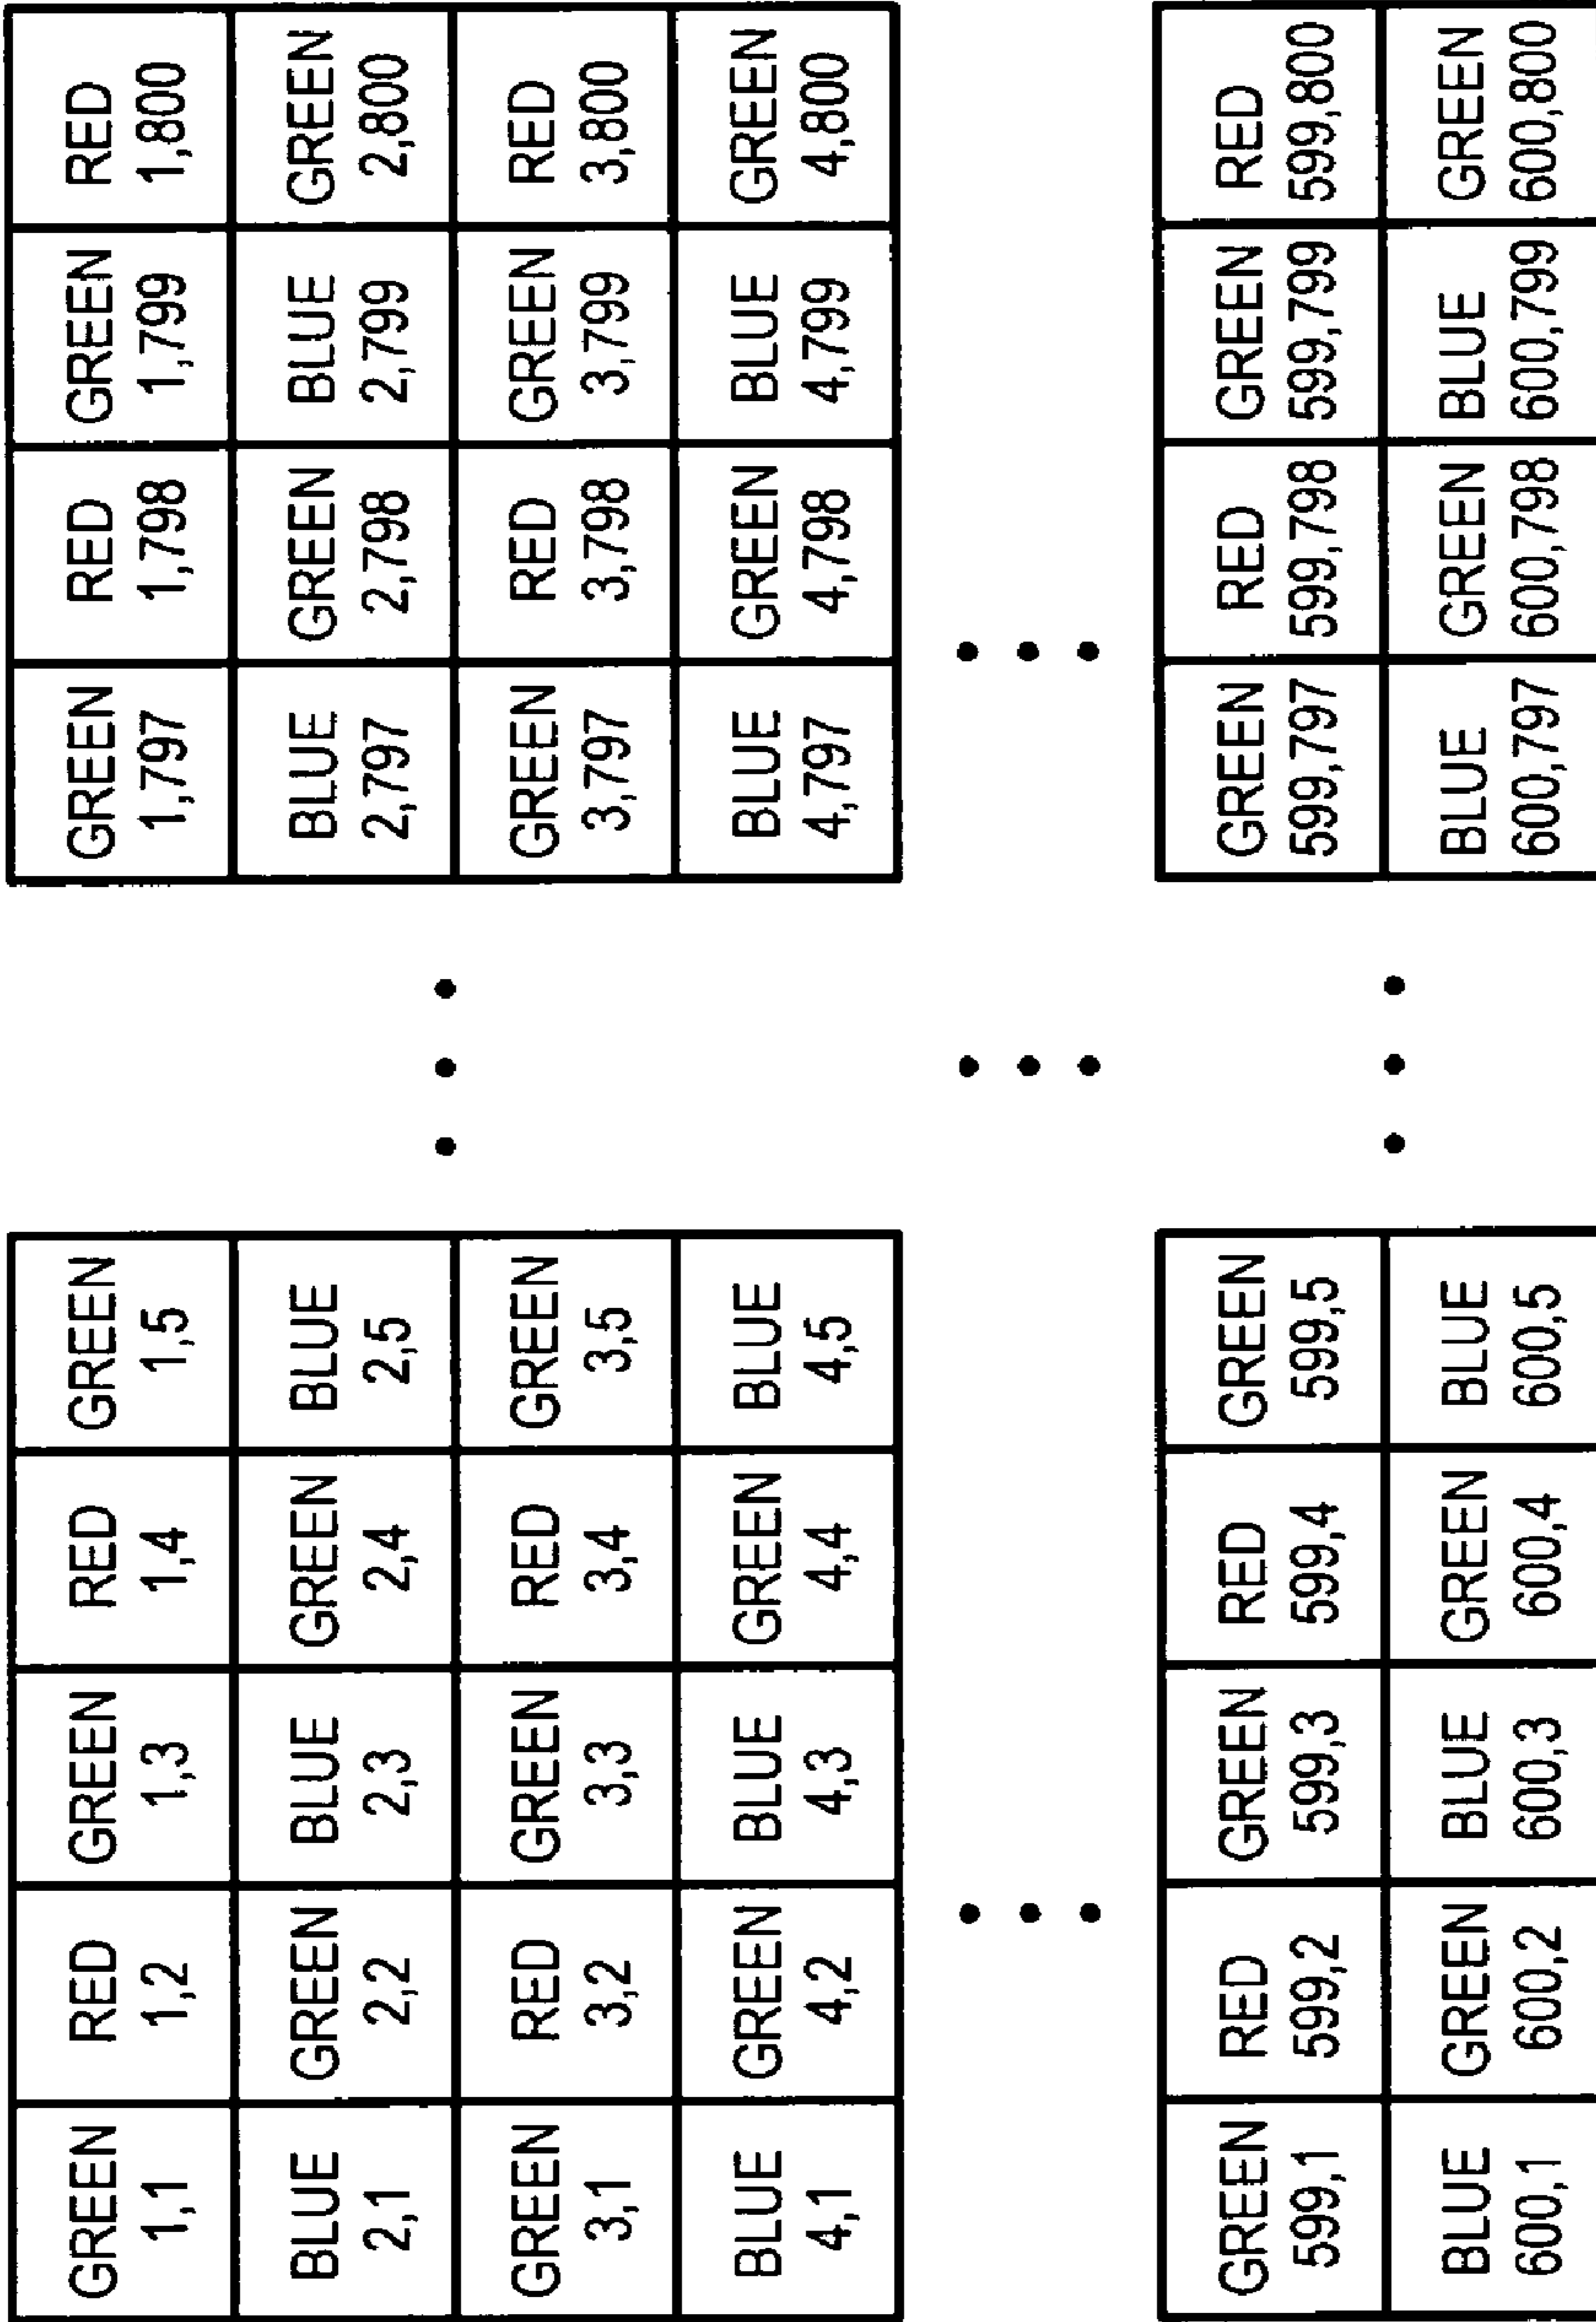 GREEN RED GREEN RED GREEN GREEN RED GREEN RED
1,1 1,2 1,3 1,4 1,5 1,797 1,798 1,799 1,800
BLUE GREEN BLUE GREEN BLUE BLUE GREEN BLUE GREEN
2,1 2,2 2,3 2,4 2,5 2,797 2,798 2,799 2,800
GREEN RED GREEN RED GREEN GREEN RED GREEN RED
3,1 3,2 3,3 3,4 3,5 3,797 3,798 3,799 3,800
BLUE GREEN BLUE GREEN BLUE BLUE GREEN BLUE GREEN
4,1 4,2 4,3 4,4 4,5 4,797 4,798 4,799 4,800
GREEN RED GREEN RED GREEN GREEN RED GREEN RED
599,1 599,2 599,3 599,4 599,5 599,797 599,798 599,799 599,800
BLUE GREEN BLUE GREEN BLUE BLUE GREEN BLUE GREEN
600,1 600,2 600,3 600,4 600,5 600,797 600,798 600,799 600,800